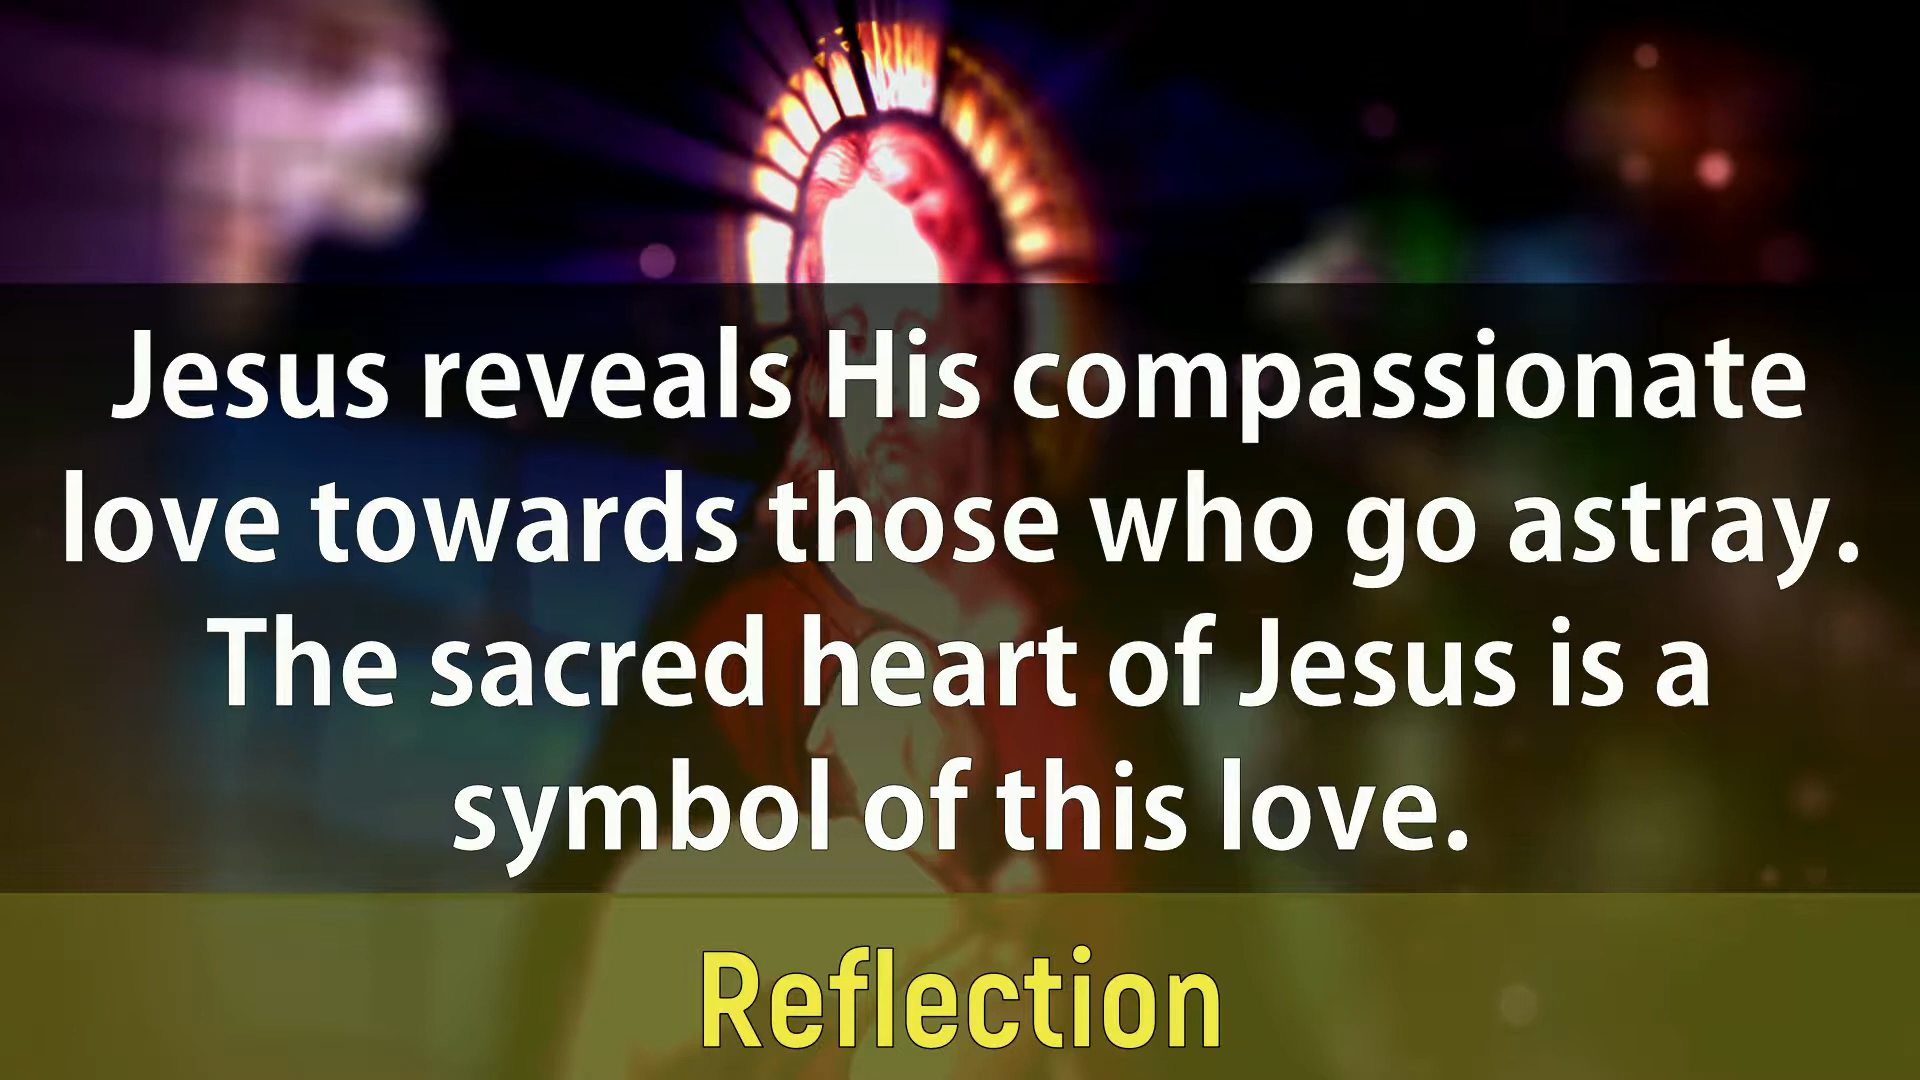 Jesus reveals His compassionate
love towards those who go astray.
The sacred heart of Jesus is a
symbol of this love.
Reflection